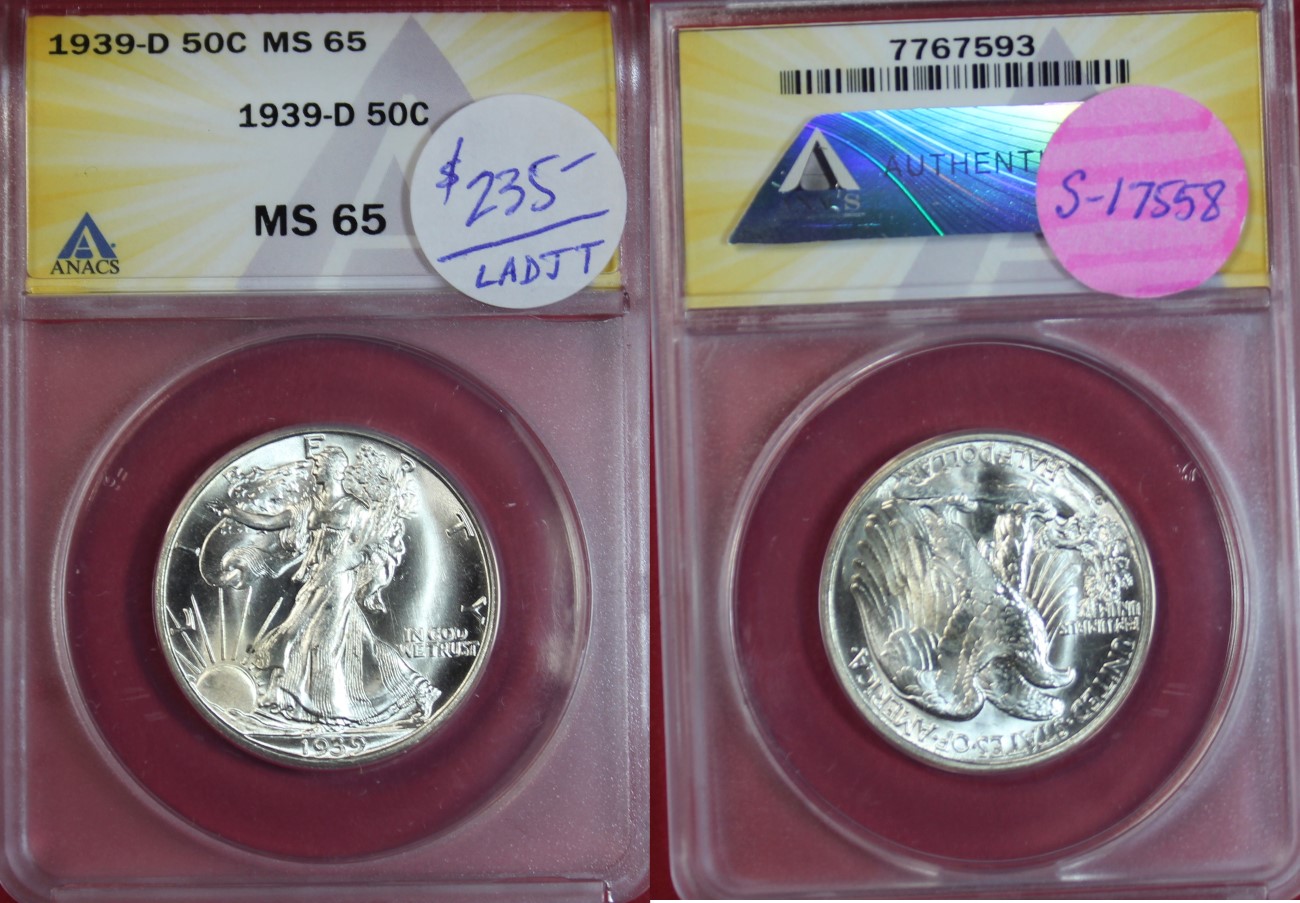 1939-D 50C MS 65
1939-D 50C
MS 65
ANACS
$235-
LADJT
LIBERTY
IN GOD
WE TRUST
1939
7767593
AUTHENTI
S-17558
HALF DOLLAR
UNITED STATES OF AMERICA